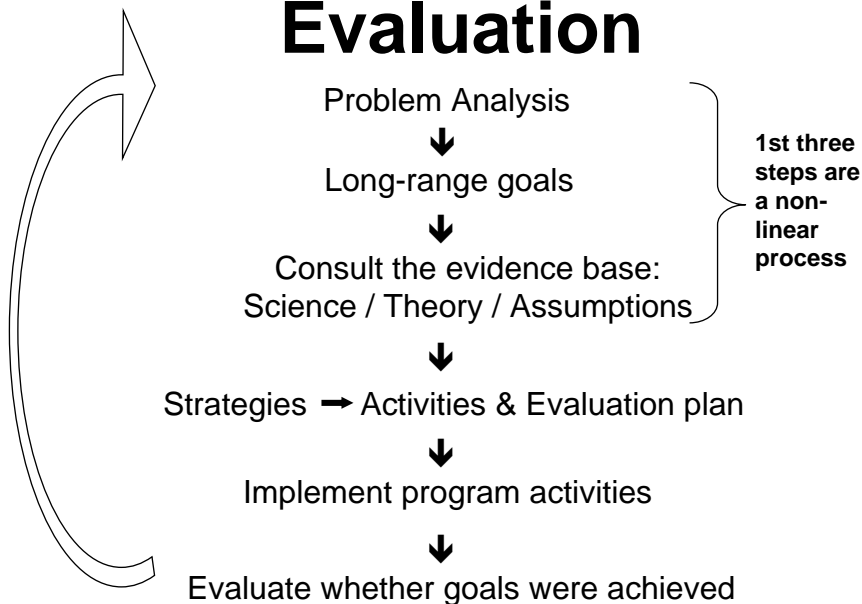 Evaluation
Problem Analysis
Long-range goals
Consult the evidence base:
Science / Theory / Assumptions
1st three
steps are
a non-
linear
process
Strategies → Activities & Evaluation plan
Implement program activities
Evaluate whether goals were achieved